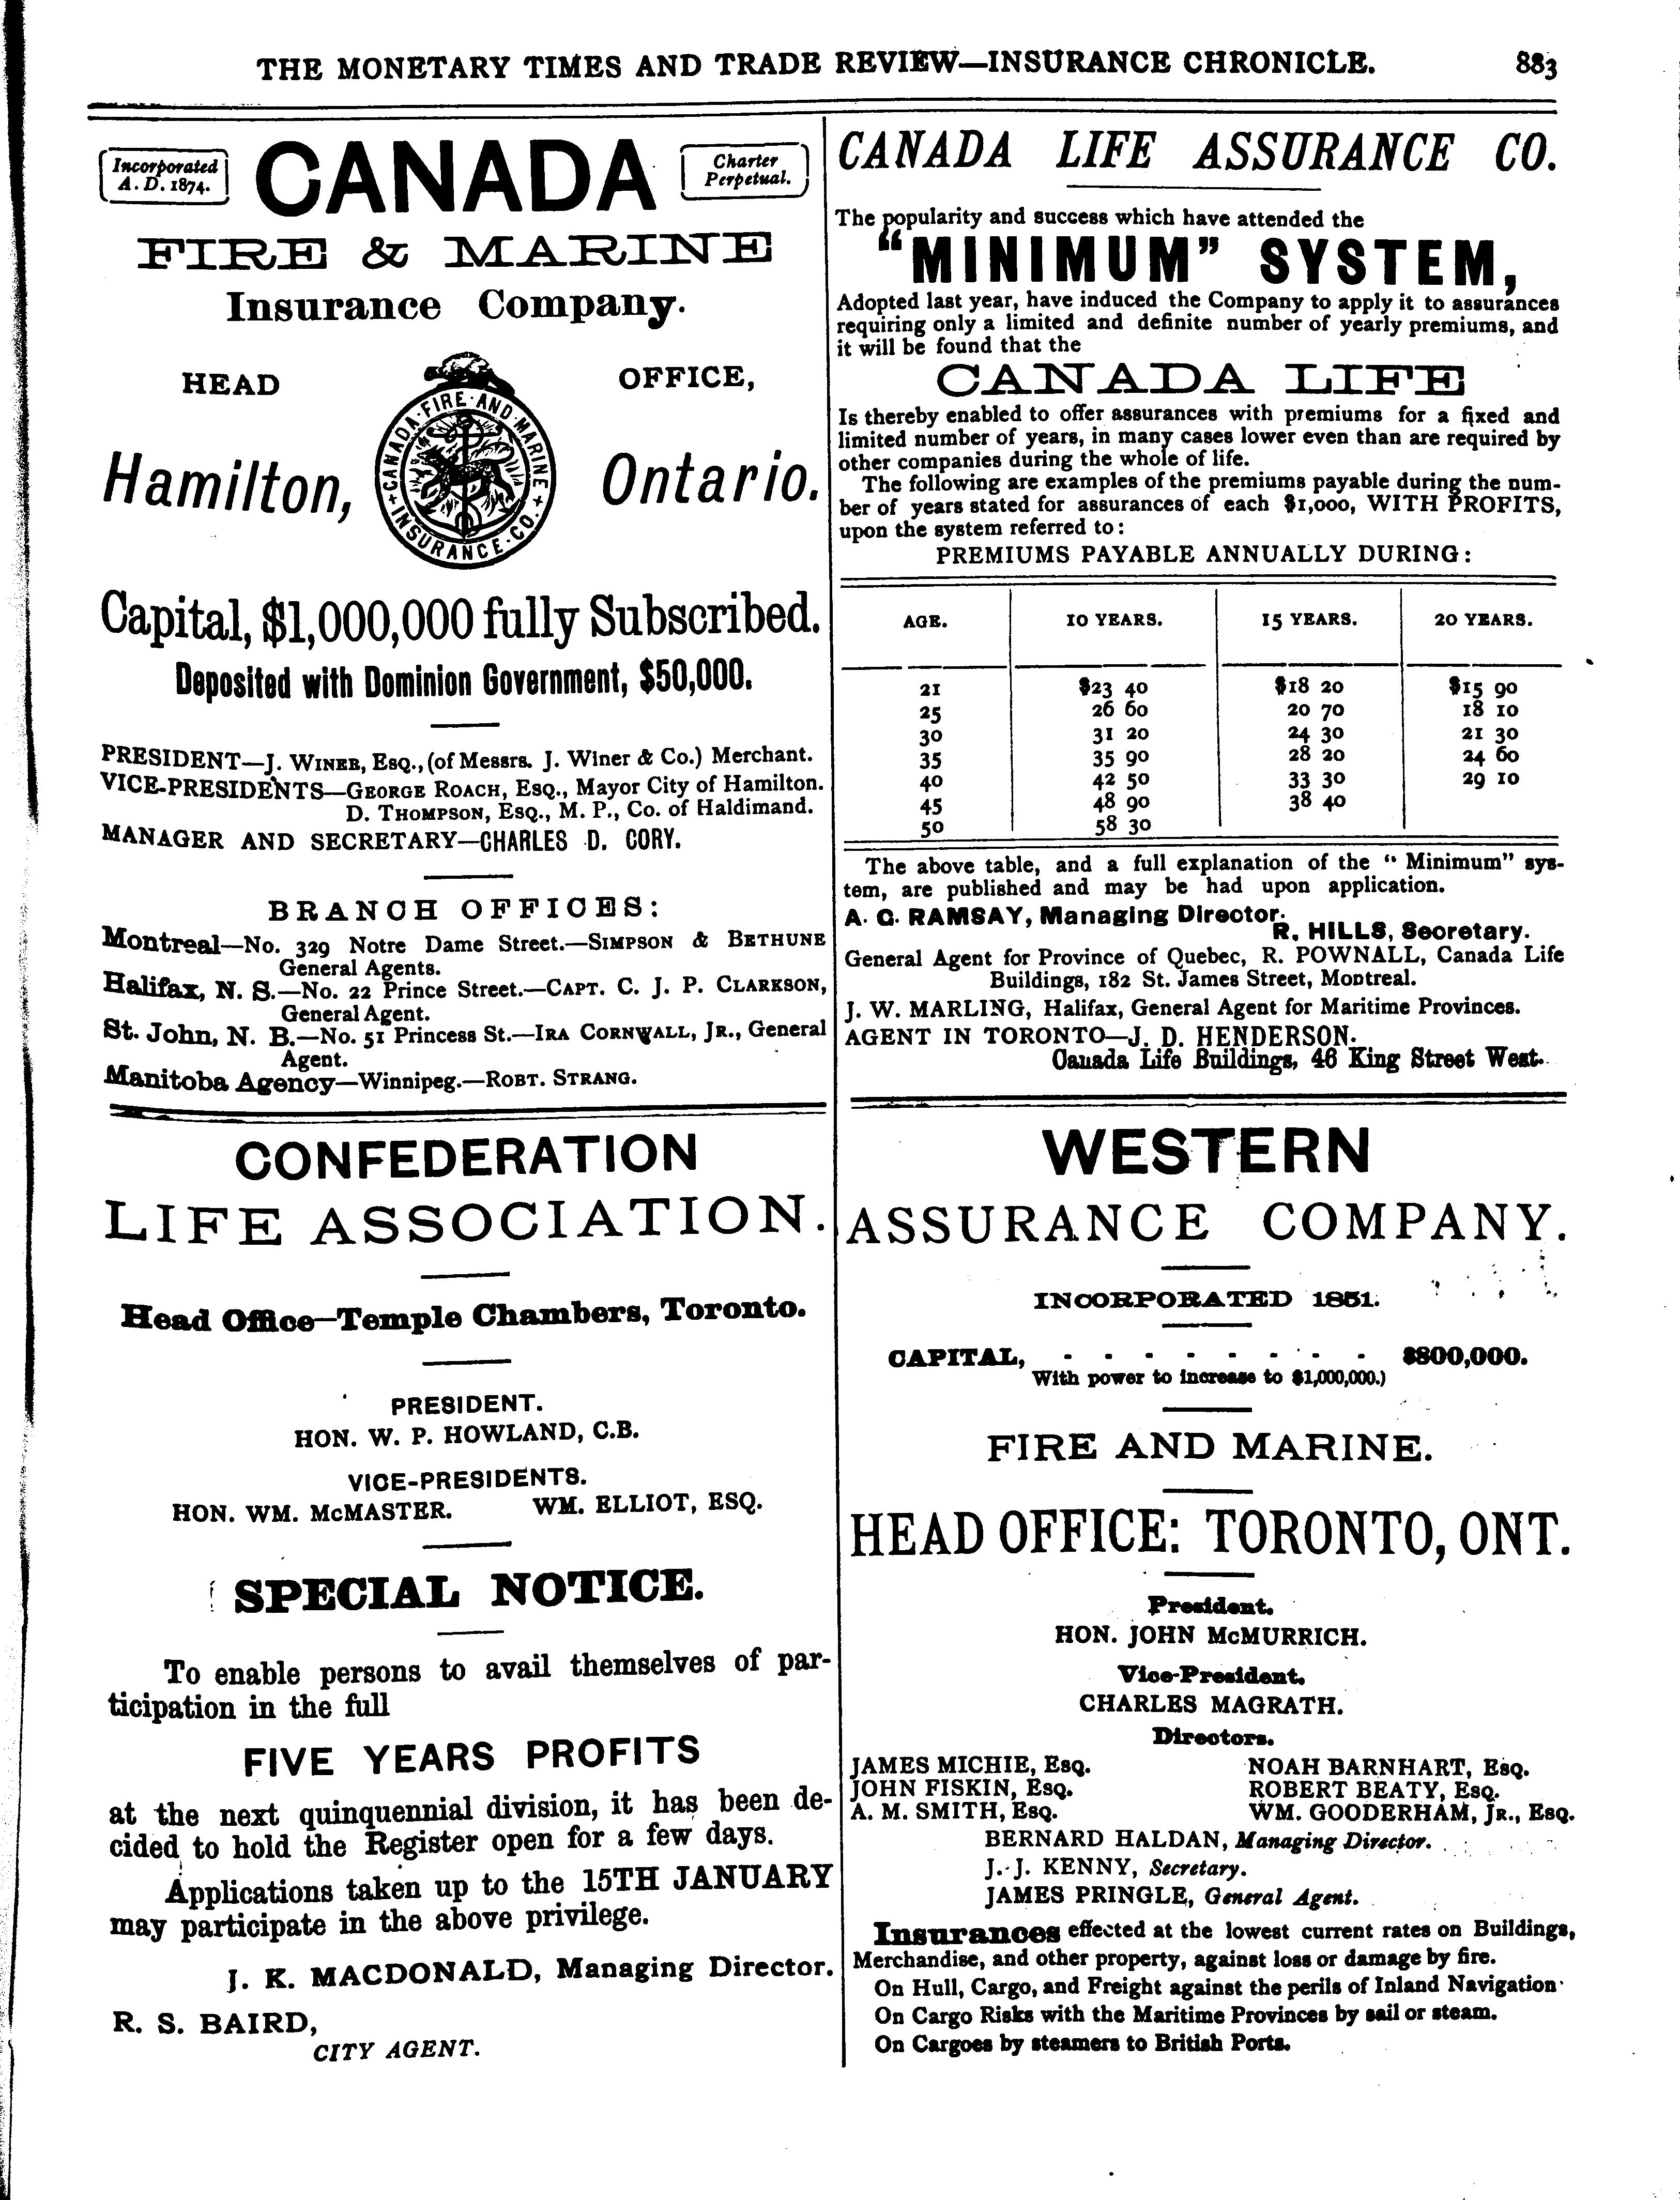 THE MONETARY TIMES AND TRADE REVIEW—INSURANCE CHRONICLE. 883
Incorporated
A. D. 1874.
CANADA
Charter
Perpetual.
FIRE & MARINE
Insurance Company.
HEAD OFFICE,
CANADA·FIRE·AND·MARINE
+INSURANCE·CO.+
Hamilton, Ontario.
Capital, $1,000,000 fully Subscribed.
Deposited with Dominion Government, $50,000.
PRESIDENT—J. WINER, ESQ., (of Messrs. J. Winer & Co.) Merchant.
VICE-PRESIDENTS—GEORGE ROACH, ESQ., Mayor City of Hamilton.
D. THOMPSON, ESQ., M. P., Co. of Haldimand.
MANAGER AND SECRETARY—CHARLES D. CORY.
BRANCH OFFICES:
Montreal—No. 329 Notre Dame Street.—SIMPSON & BETHUNE
General Agents.
Halifax, N. S.—No. 22 Prince Street.—CAPT. C. J. P. CLARKSON,
General Agent.
St. John, N. B.—No. 51 Princess St.—IRA CORNWALL, JR., General
Agent.
Manitoba Agency—Winnipeg.—ROBT. STRANG.
CONFEDERATION
LIFE ASSOCIATION.
Head Office—Temple Chambers, Toronto.
PRESIDENT.
HON. W. P. HOWLAND, C.B.
VICE-PRESIDENTS.
HON. WM. McMASTER. WM. ELLIOT, ESQ.
SPECIAL NOTICE.
To enable persons to avail themselves of par-
ticipation in the full
FIVE YEARS PROFITS
at the next quinquennial division, it has been de-
cided to hold the Register open for a few days.
Applications taken up to the 15TH JANUARY
may participate in the above privilege.
J. K. MACDONALD, Managing Director.
R. S. BAIRD,
CITY AGENT.
CANADA LIFE ASSURANCE CO.
The popularity and success which have attended the
"MINIMUM" SYSTEM,
Adopted last year, have induced the Company to apply it to assurances
requiring only a limited and definite number of yearly premiums, and
it will be found that the
CANADA LIFE
Is thereby enabled to offer assurances with premiums for a fixed and
limited number of years, in many cases lower even than are required by
other companies during the whole of life.
The following are examples of the premiums payable during the num-
ber of years stated for assurances of each $1,000, WITH PROFITS,
upon the system referred to:
PREMIUMS PAYABLE ANNUALLY DURING:
AGE. 10 YEARS. 15 YEARS. 20 YEARS.
21 $23 40 $18 20 $15 90
25 26 60 20 70 18 10
30 31 20 24 30 21 30
35 35 90 28 20 24 60
40 42 50 33 30 29 10
45 48 90 38 40
50 58 30
The above table, and a full explanation of the "Minimum" sys-
tem, are published and may be had upon application.
A. G. RAMSAY, Managing Director.
R. HILLS, Secretary.
General Agent for Province of Quebec, R. POWNALL, Canada Life
Buildings, 182 St. James Street, Montreal.
J. W. MARLING, Halifax, General Agent for Maritime Provinces.
AGENT IN TORONTO—J. D. HENDERSON.
Canada Life Buildings, 46 King Street West.
WESTERN
ASSURANCE COMPANY.
INCORPORATED 1851.
CAPITAL, - - - - - - - - $800,000.
With power to increase to $1,000,000.)
FIRE AND MARINE.
HEAD OFFICE: TORONTO, ONT.
President.
HON. JOHN McMURRICH.
Vice-President.
CHARLES MAGRATH.
Directors.
JAMES MICHIE, ESQ. NOAH BARNHART, ESQ.
JOHN FISKIN, ESQ. ROBERT BEATY, ESQ.
A. M. SMITH, ESQ. WM. GOODERHAM, JR., ESQ.
BERNARD HALDAN, Managing Director.
J. J. KENNY, Secretary.
JAMES PRINGLE, General Agent.
Insurances effected at the lowest current rates on Buildings,
Merchandise, and other property, against loss or damage by fire.
On Hull, Cargo, and Freight against the perils of Inland Navigation
On Cargo Risks with the Maritime Provinces by sail or steam.
On Cargoes by steamers to British Ports.